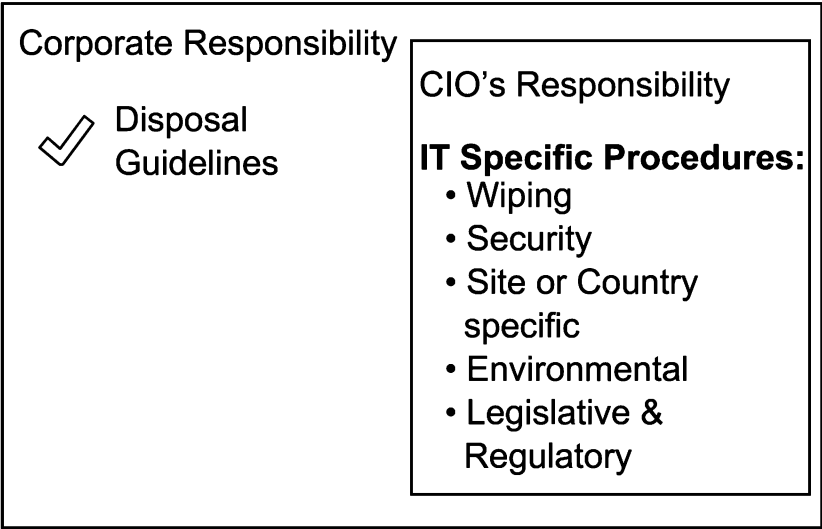 Corporate Responsibility
Disposal
Guidelines
CIO's Responsibility
IT Specific Procedures:
• Wiping
• Security
• Site or Country
specific
• Environmental
• Legislative &
Regulatory